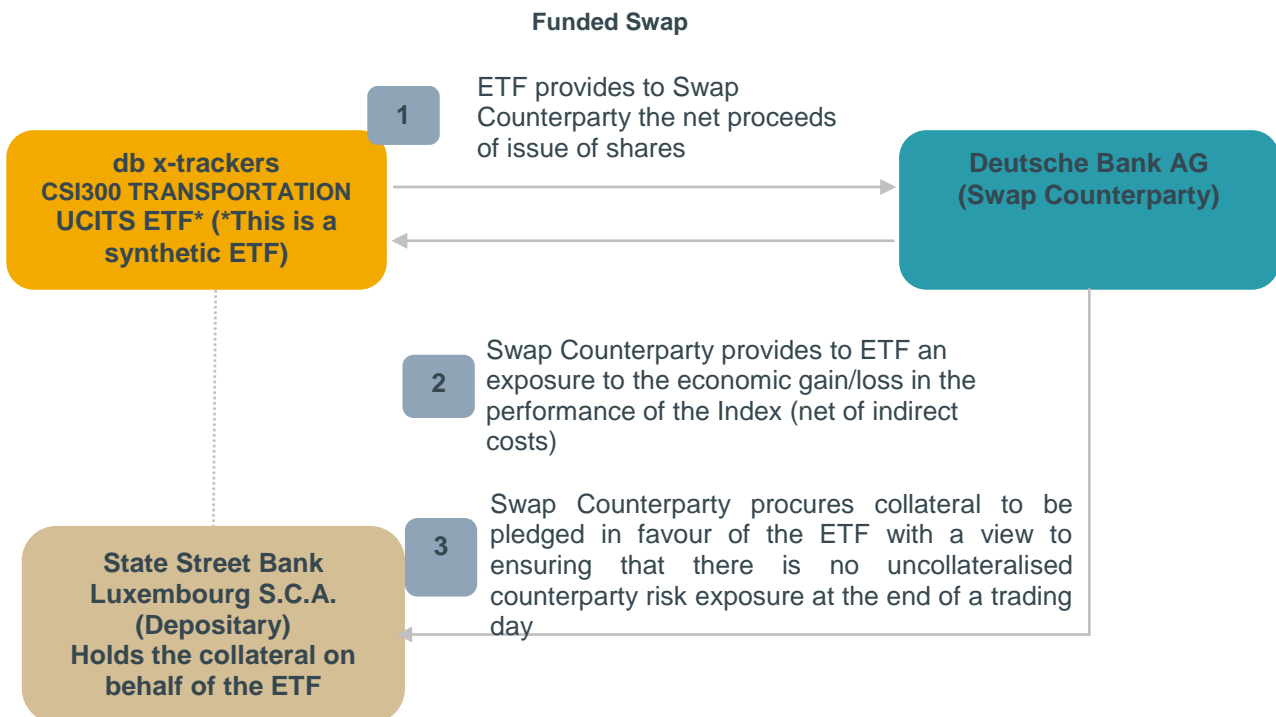 Funded Swap
1
ETF provides to Swap
Counterparty the net proceeds
of issue of shares
db x-trackers
CSI300 TRANSPORTATION
UCITS ETF* (*This is a
synthetic ETF)
Deutsche Bank AG
(Swap Counterparty)
2
Swap Counterparty provides to ETF an
exposure to the economic gain/loss in the
performance of the Index (net of indirect
costs)
3
Swap Counterparty procures collateral to be
pledged in favour of the ETF with a view to
ensuring that there is no uncollateralised
counterparty risk exposure at the end of a trading
day
State Street Bank
Luxembourg S.C.A.
(Depositary)
Holds the collateral on
behalf of the ETF